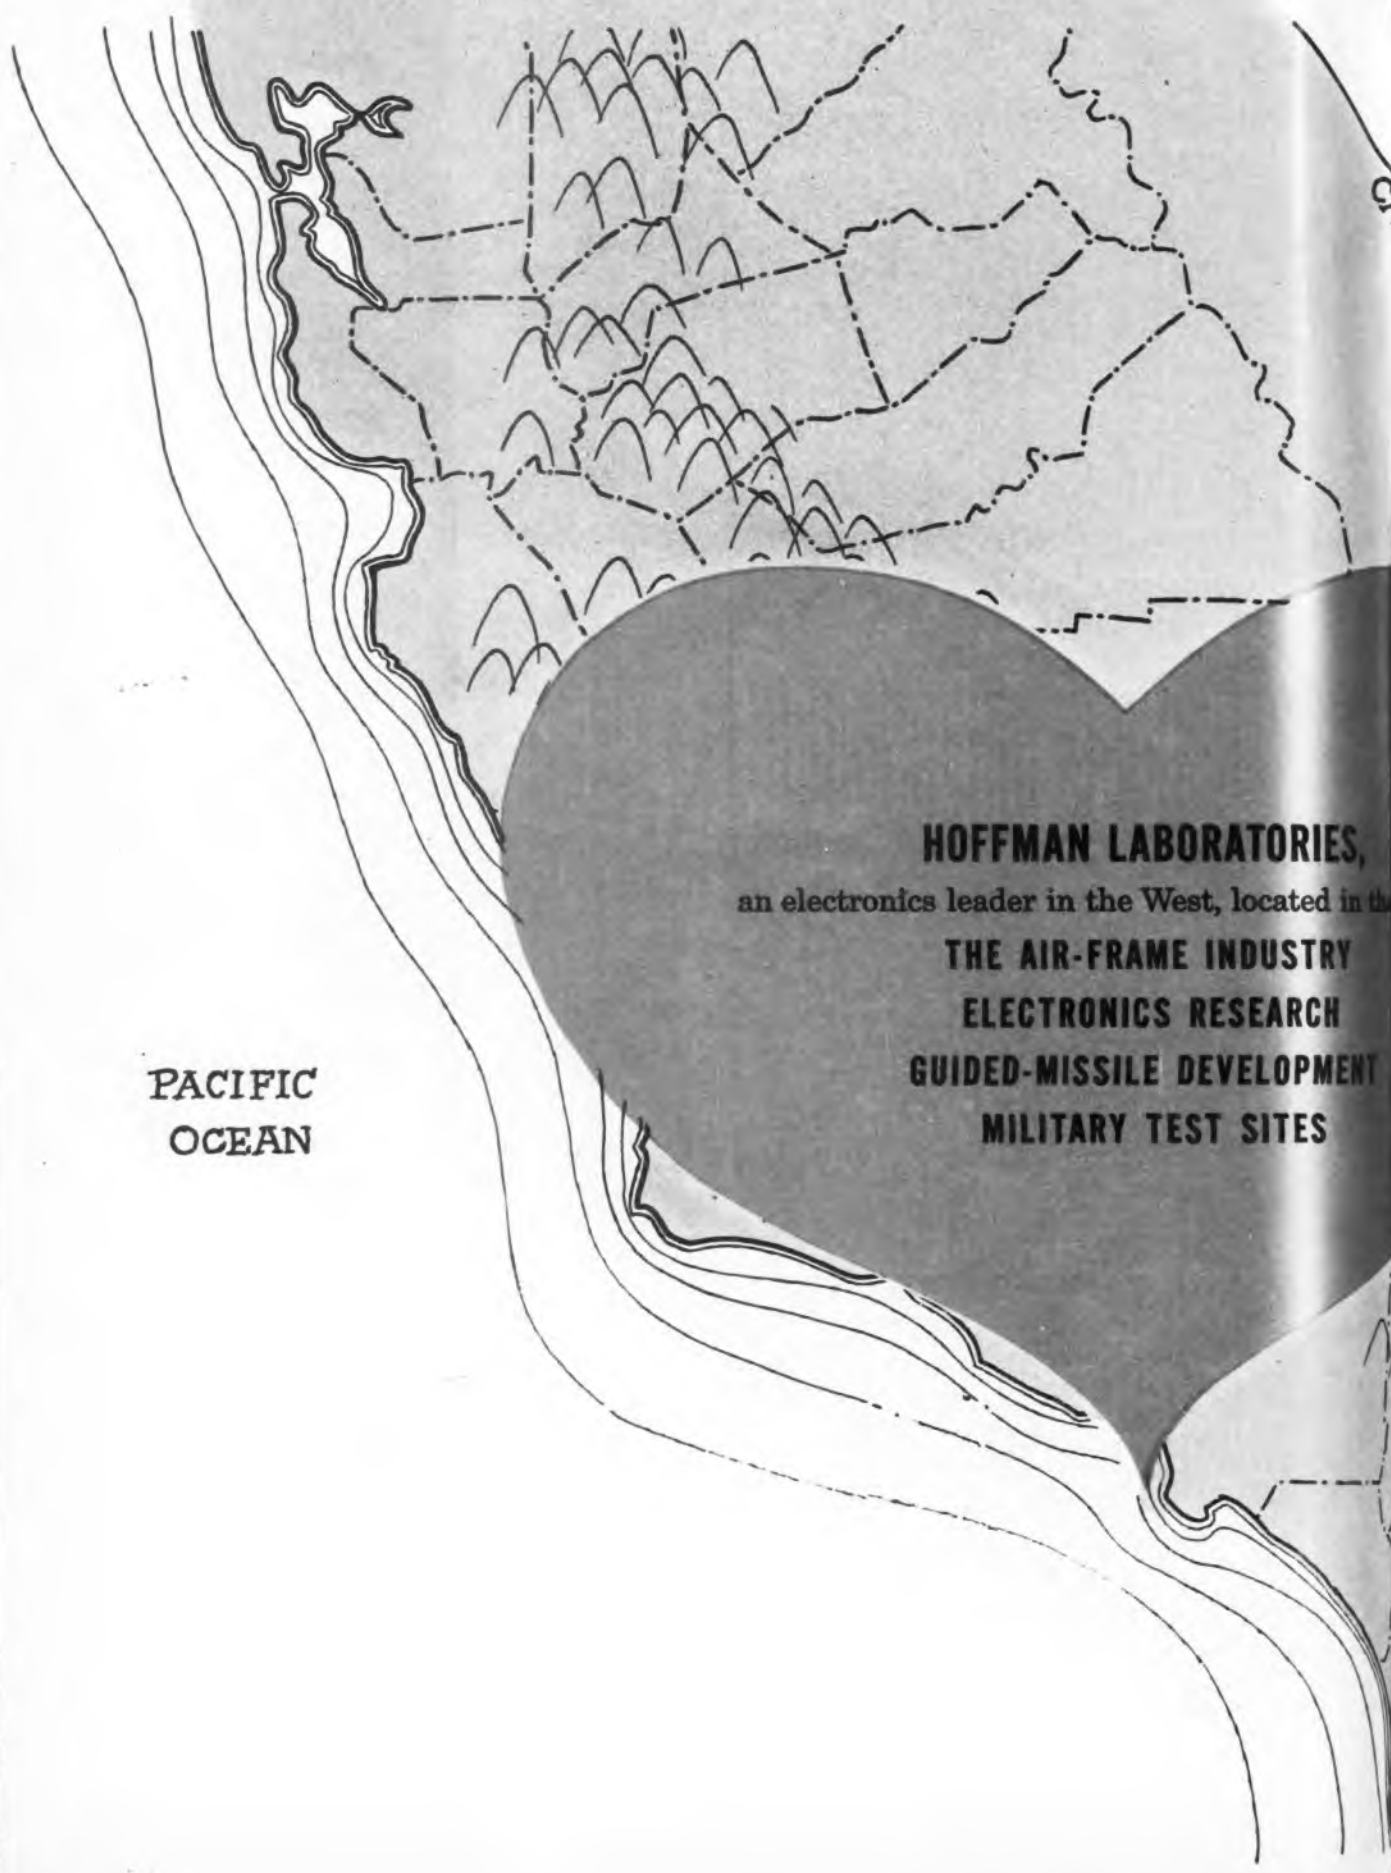 HOFFMAN LABORATORIES,
an electronics leader in the West, located in
THE AIR-FRAME INDUSTRY
ELECTRONICS RESEARCH
GUIDED-MISSILE DEVELOPMENT
MILITARY TEST SITES
PACIFIC
OCEAN